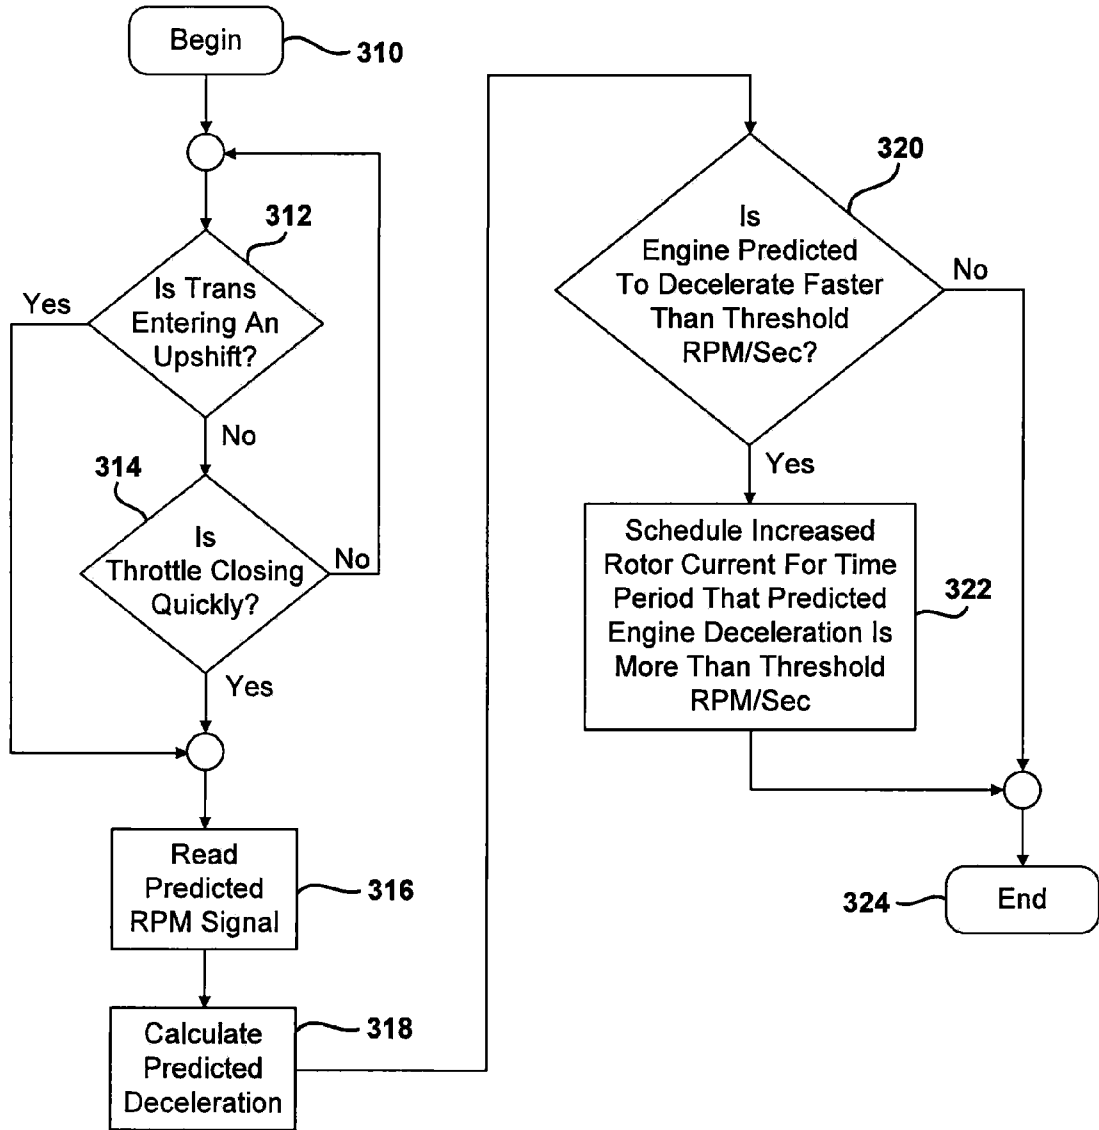 Begin
310
312
Is Trans
Entering An
Upshift?
Yes
No
314
Is
Throttle Closing
Quickly?
No
Yes
Read
Predicted
RPM Signal
316
Calculate
Predicted
Deceleration
318
320
Is
Engine Predicted
To Decelerate Faster
Than Threshold
RPM/Sec?
No
Yes
Schedule Increased
Rotor Current For Time
Period That Predicted
Engine Deceleration Is
More Than Threshold
RPM/Sec
322
324
End